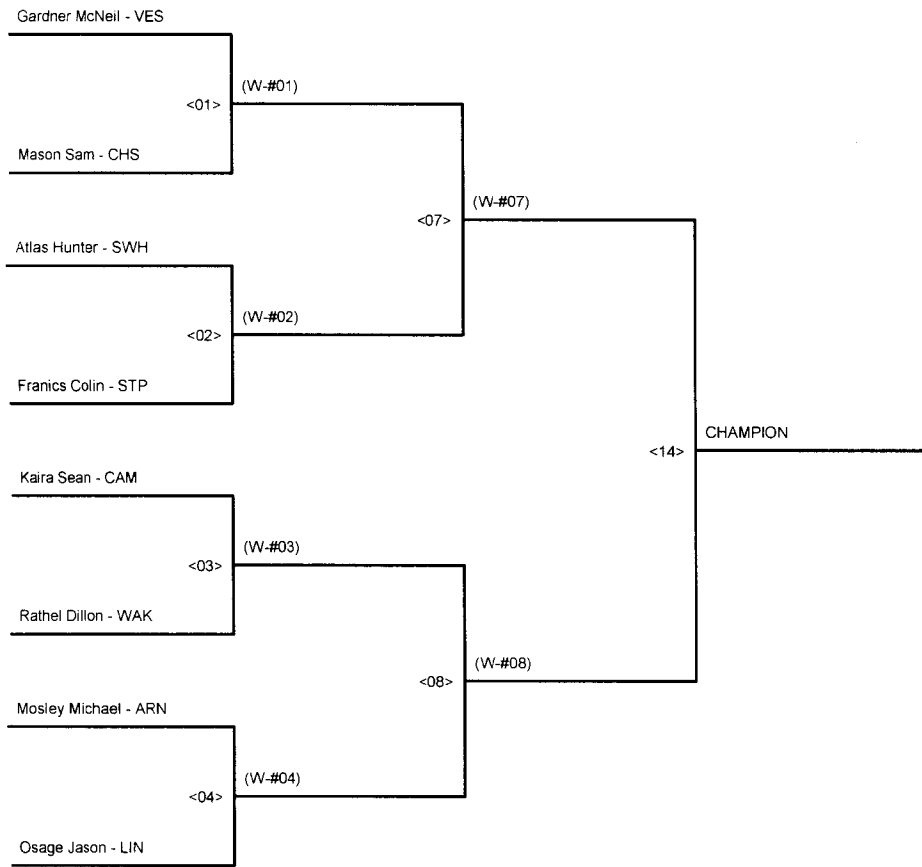 Gardner McNeil - VES
(W-#01)
<01>
Mason Sam - CHS
(W-#07)
<07>
Atlas Hunter - SWH
(W-#02)
<02>
Franics Colin - STP
CHAMPION
<14>
Kaira Sean - CAM
(W-#03)
<03>
Rathel Dillon - WAK
(W-#08)
<08>
Mosley Michael - ARN
(W-#04)
<04>
Osage Jason - LIN